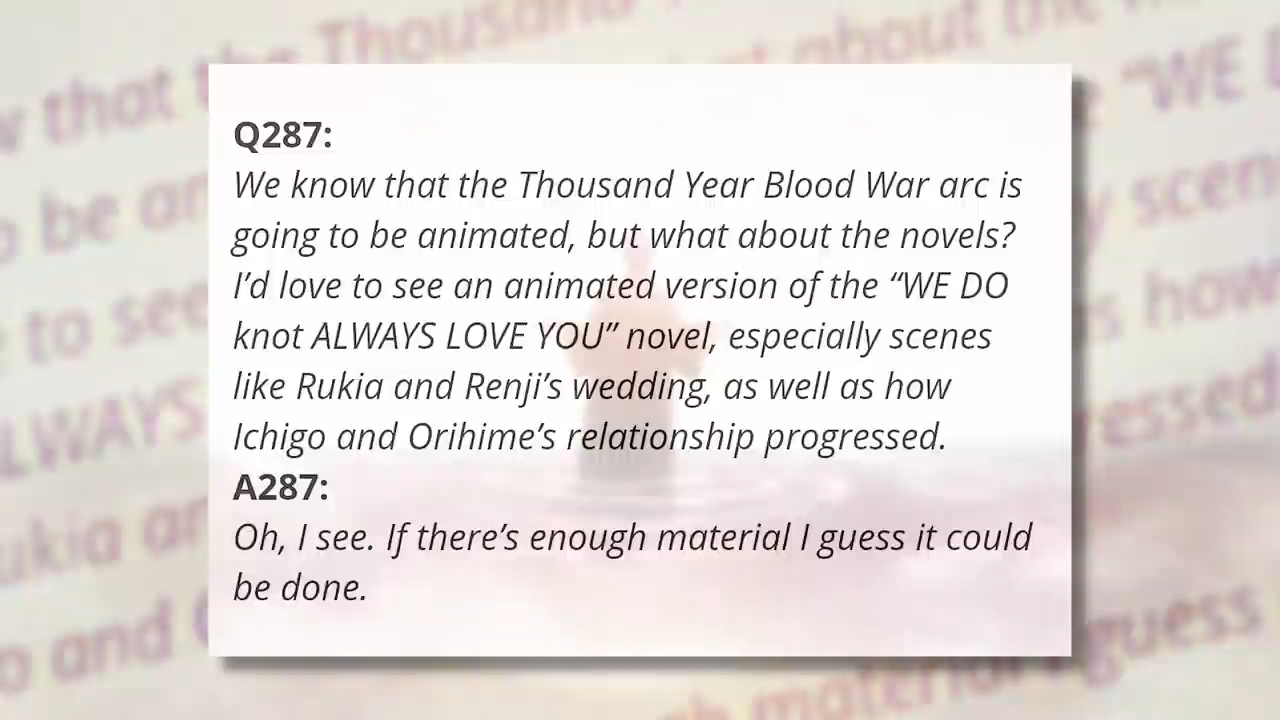 Q287:
We know that the Thousand Year Blood War arc is
going to be animated, but what about the novels?
I’d love to see an animated version of the “WE DO
knot ALWAYS LOVE YOU” novel, especially scenes
like Rukia and Renji’s wedding, as well as how
Ichigo and Orihime’s relationship progressed.
A287:
Oh, I see. If there’s enough material I guess it could
be done.